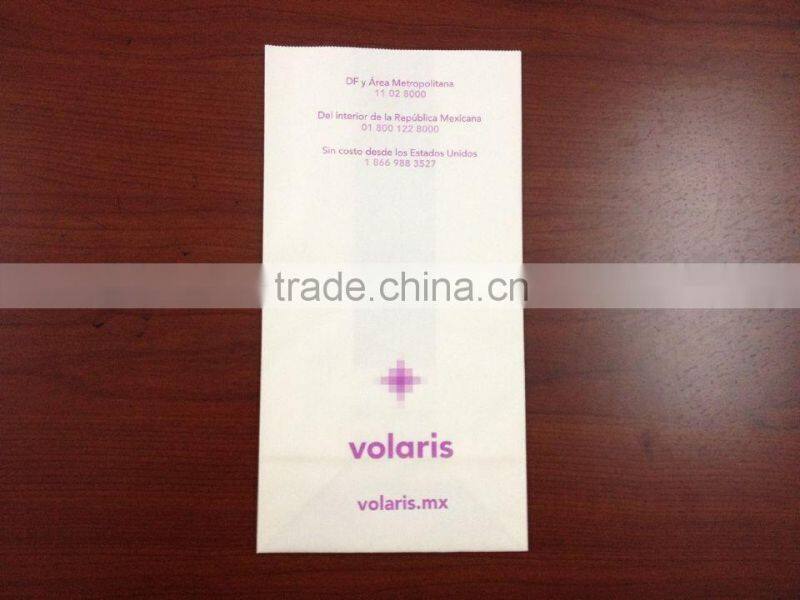 DF y Área Metropolitana
11 02 8000
Del interior de la República Mexicana
01 800 122 8000
Sin costo desde los Estados Unidos
1 866 988 3527
trade.china.cn
volaris
volaris.mx